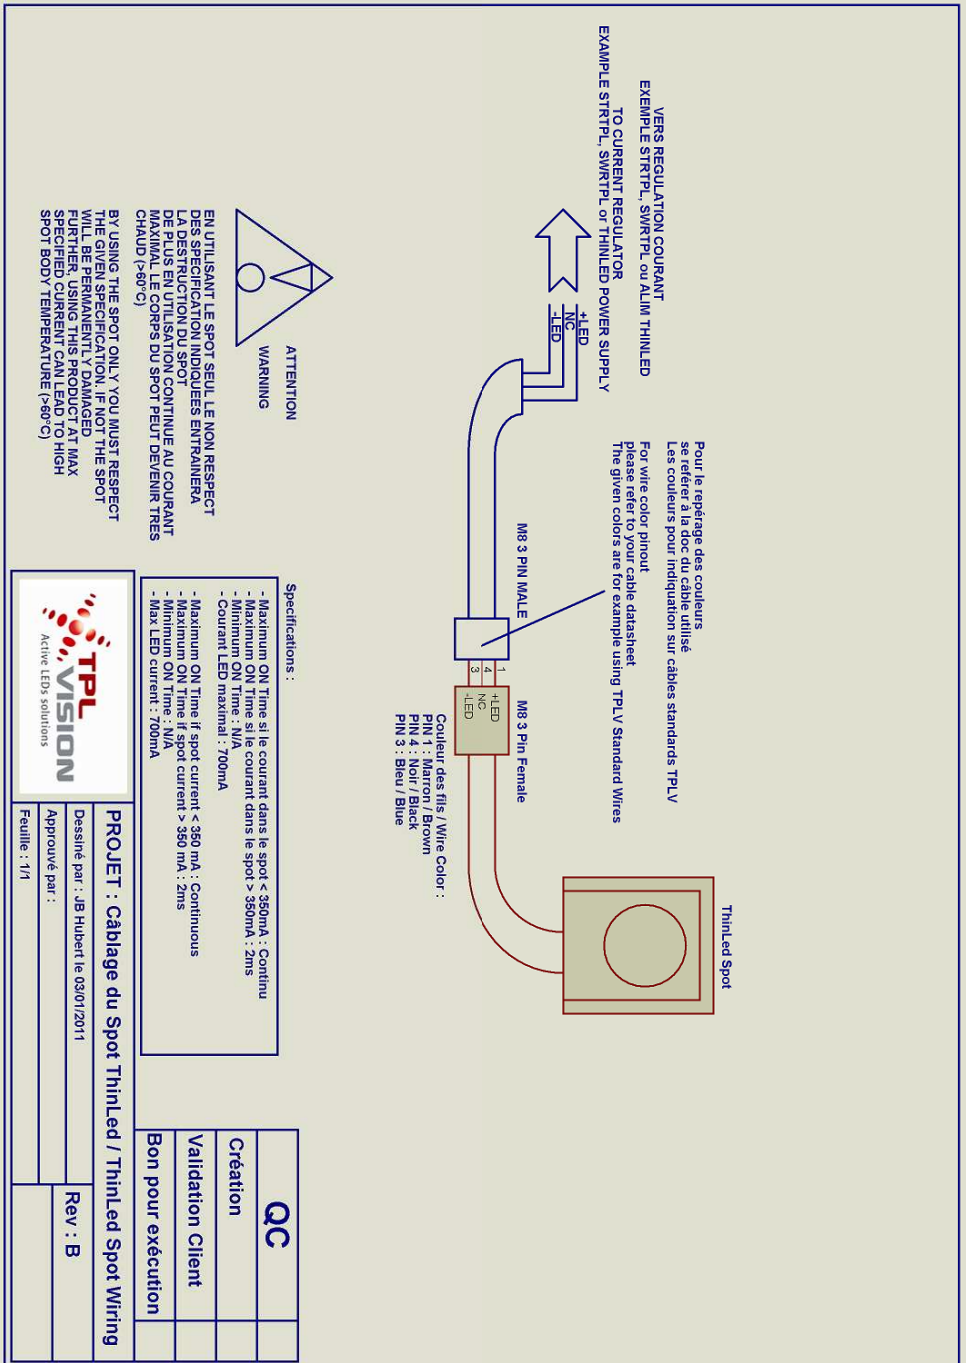 VERS REGULATION COURANT
EXEMPLE STRTPL, SWRTPL ou ALIM THINLED
TO CURRENT REGULATOR
EXAMPLE STRTPL, SWRTPL or THINLED POWER SUPPLY
+LED
NC
-LED
Pour le repérage des couleurs
se reférer à la doc du câble utilisé
Les couleurs pour indiquation sur câbles standards TPLV
For wire color pinout
please refer to your cable datasheet
The given colors are for example using TPLV Standard Wires
M8 3 PIN MALE
1
4
3
+LED
NC
-LED
M8 3 Pin Female
Couleur des fils / Wire Color :
PIN 1 : Marron / Brown
PIN 4 : Noir / Black
PIN 3 : Bleu / Blue
ThinLed Spot
ATTENTION
WARNING
EN UTILISANT LE SPOT SEUL LE NON RESPECT
DES SPECIFICATION INDIQUEES ENTRAINERA
LA DESTRUCTION DU SPOT
DE PLUS EN UTILISATION CONTINUE AU COURANT
MAXIMAL LE CORPS DU SPOT PEUT DEVENIR TRES
CHAUD (>60°C)
BY USING THE SPOT ONLY YOU MUST RESPECT
THE GIVEN SPECIFICATION. IF NOT THE SPOT
WILL BE PERMANENTLY DAMAGED
FURTHER, USING THIS PRODUCT AT MAX
SPECIFIED CURRENT CAN LEAD TO HIGH
SPOT BODY TEMPERATURE (>60°C)
Specifications :
- Maximum ON Time si le courant dans le spot < 350mA : Continu
- Maximum ON Time si le courant dans le spot > 350mA : 2ms
- Minimum ON Time : N/A
- Courant LED maximal : 700mA
- Maximum ON Time if spot current < 350 mA : Continuous
- Maximum ON Time if spot current > 350 mA : 2ms
- Minimum ON Time : N/A
- Max LED current : 700mA
QC
Création
Validation Client
Bon pour exécution
TPL
VISION
Active LEDs solutions
PROJET : Câblage du Spot ThinLed / ThinLed Spot Wiring
Dessiné par : JB Hubert le 03/01/2011
Rev : B
Approuvé par :
Feuille : 1/1